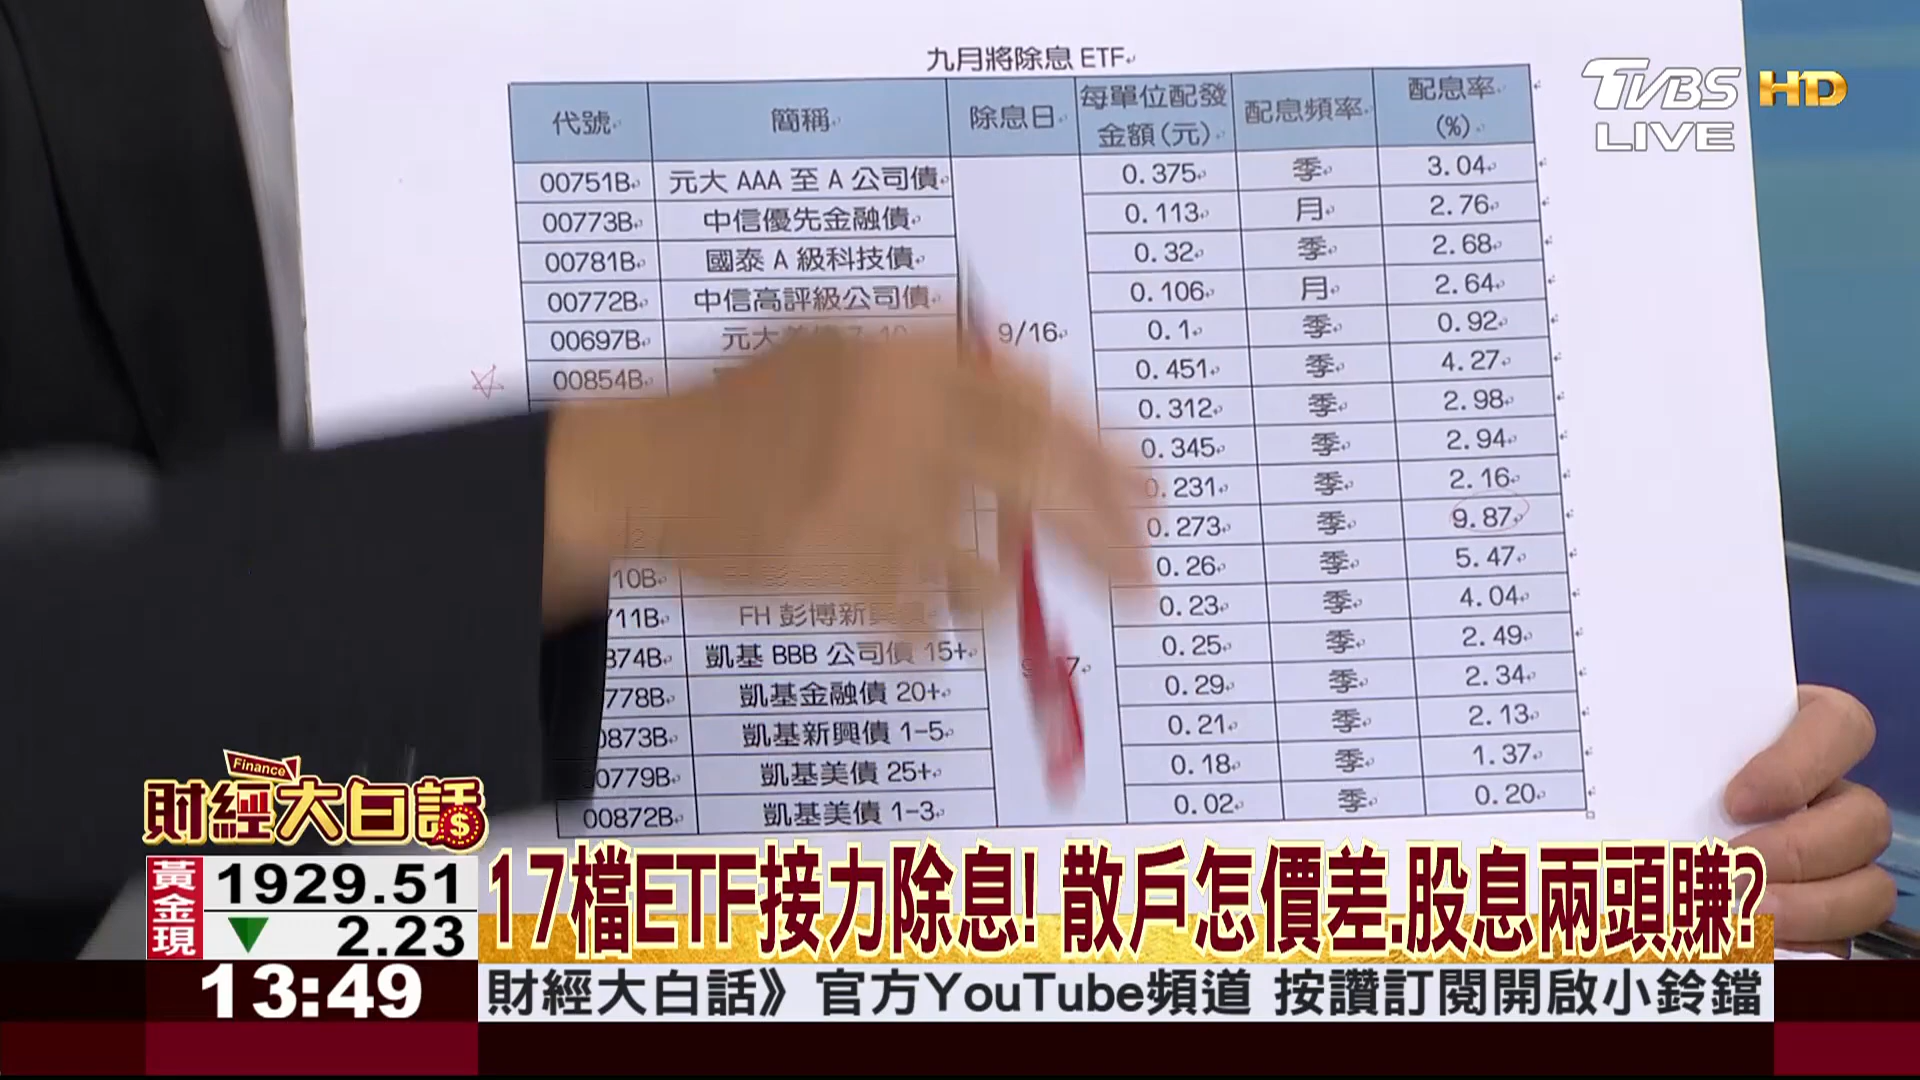 九月將除息 ETF
TVBS HD
LIVE
代號 簡稱 除息日 每單位配發金額(元) 配息頻率 配息率(%)
00751B 元大 AAA 至 A 公司債 0.375 季 3.04
00773B 中信優先金融債 0.113 月 2.76
00781B 國泰 A 級科技債 0.32 季 2.68
00772B 中信高評級公司債 0.106 月 2.64
00697B 元大 9/16 0.1 季 0.92
00854B 0.451 季 4.27
0.312 季 2.98
0.345 季 2.94
0.231 季 2.16
0.273 季 9.87
0.26 季 5.47
10B 0.23 季 4.04
711B FH 彭博新興債 0.25 季 2.49
874B 凱基 BBB 公司債 15+ 0.29 季 2.34
778B 凱基金融債 20+ 0.21 季 2.13
0873B 凱基新興債 1-5 0.18 季 1.37
00779B 凱基美債 25+ 0.02 季 0.20
00872B 凱基美債 1-3
Finance
財經大白話
17檔ETF接力除息! 散戶怎價差.股息兩頭賺?
黃金現 1929.51
▼ 2.23
13:49
財經大白話》官方YouTube頻道 按讚訂閱開啟小鈴鐺